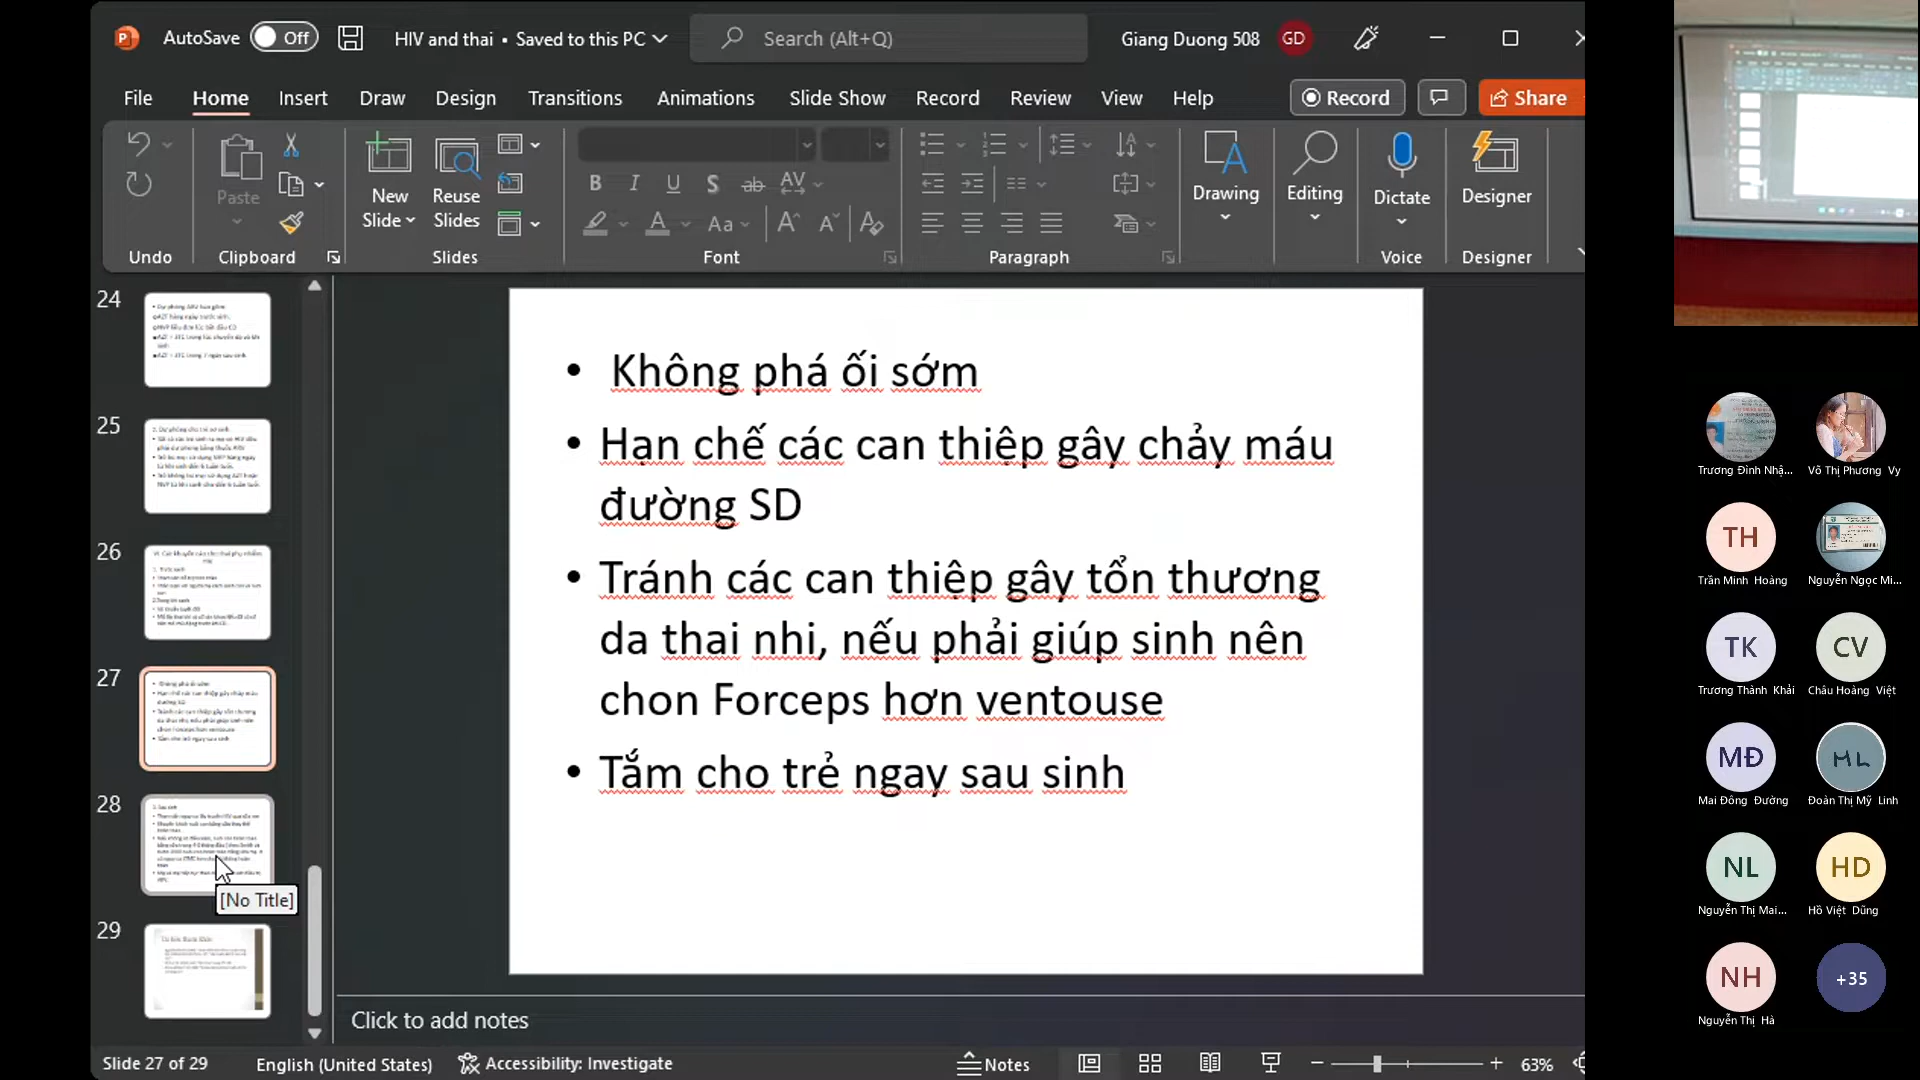 AutoSave Off HIV and thai • Saved to this PC Search (Alt+Q) Giang Duong 508 GD
File Home Insert Draw Design Transitions Animations Slide Show Record Review View Help Record Share
Paste
New Slide
Reuse Slides
Drawing
Editing
Dictate
Designer
Undo Clipboard Slides Font Paragraph Voice Designer
24
25
26
27
28
[No Title]
29
• Không phá ối sớm
• Hạn chế các can thiệp gây chảy máu
đường SD
• Tránh các can thiệp gây tổn thương
da thai nhi, nếu phải giúp sinh nên
chon Forceps hơn ventouse
• Tắm cho trẻ ngay sau sinh
Click to add notes
Slide 27 of 29 English (United States) Accessibility: Investigate Notes 63%
Trương Đình Nhậ... Võ Thị Phương Vy
TH
Trần Minh Hoàng Nguyễn Ngọc Mi...
TK CV
Trương Thành Khải Châu Hoàng Việt
MĐ ML
Mai Đông Đường Đoàn Thị Mỹ Linh
NL HD
Nguyễn Thị Mai... Hồ Việt Dũng
NH +35
Nguyễn Thị Hà